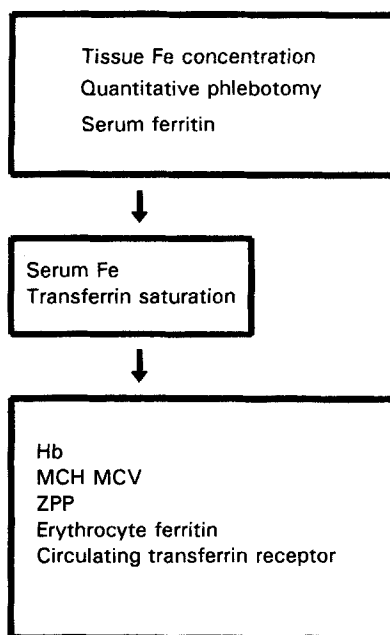 Tissue Fe concentration
Quantitative phlebotomy
Serum ferritin
Serum Fe
Transferrin saturation
Hb
MCH MCV
ZPP
Erythrocyte ferritin
Circulating transferrin receptor